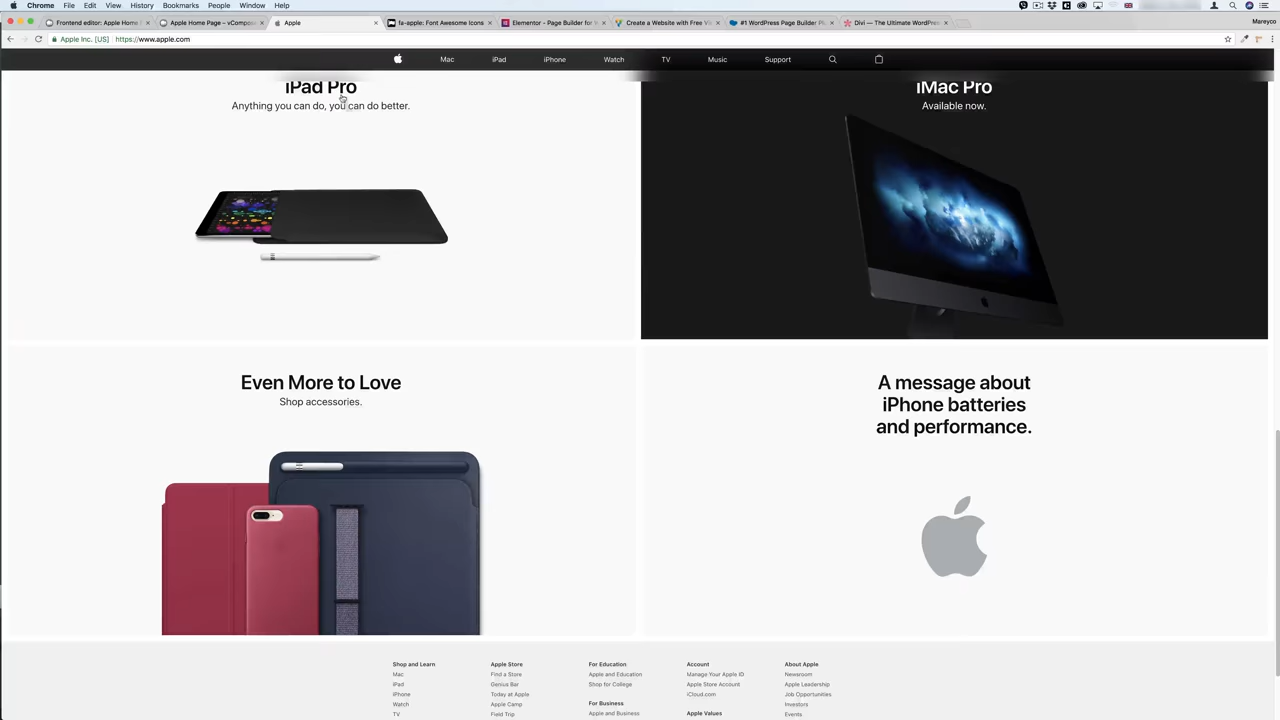 Chrome File Edit View History Bookmarks People Window Help
Frontend editor: Apple Home
Apple Home Page – vCompo
Apple
fa-apple: Font Awesome Icons
Elementor - Page Builder for
Create a Website with Free Vi
#1 WordPress Page Builder Pl
Divi — The Ultimate WordPres
Mareyco
Apple Inc. [US] https://www.apple.com
Mac iPad iPhone Watch TV Music Support
iPad Pro
Anything you can do, you can do better.
iMac Pro
Available now.
Even More to Love
Shop accessories.
A message about
iPhone batteries
and performance.
Shop and Learn
Mac
iPad
iPhone
Watch
TV
Apple Store
Find a Store
Genius Bar
Today at Apple
Apple Camp
Field Trip
For Education
Apple and Education
Shop for College
For Business
Apple and Business
Account
Manage Your Apple ID
Apple Store Account
iCloud.com
Apple Values
About Apple
Newsroom
Apple Leadership
Job Opportunities
Investors
Events